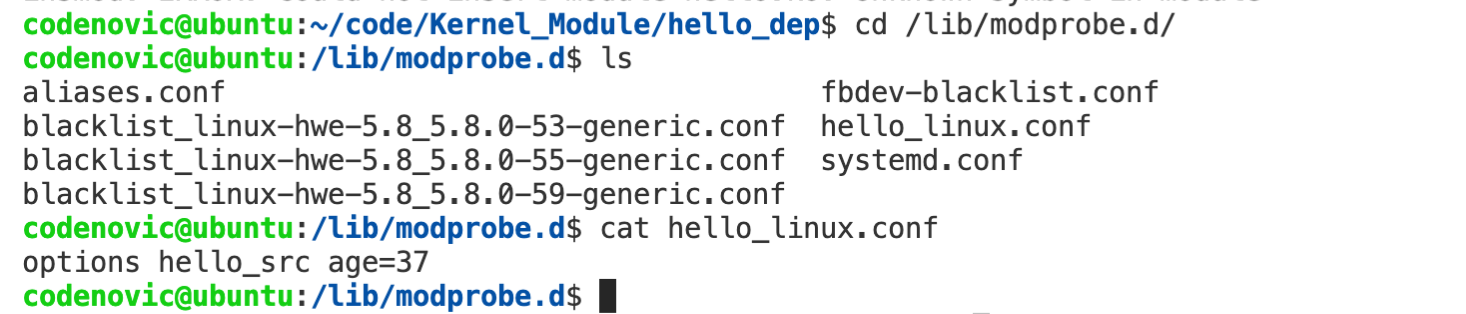 codenovic@ubuntu:~/code/Kernel_Module/hello_dep$ cd /lib/modprobe.d/
codenovic@ubuntu:/lib/modprobe.d$ ls
aliases.conf fbdev-blacklist.conf
blacklist_linux-hwe-5.8_5.8.0-53-generic.conf hello_linux.conf
blacklist_linux-hwe-5.8_5.8.0-55-generic.conf systemd.conf
blacklist_linux-hwe-5.8_5.8.0-59-generic.conf
codenovic@ubuntu:/lib/modprobe.d$ cat hello_linux.conf
options hello_src age=37
codenovic@ubuntu:/lib/modprobe.d$